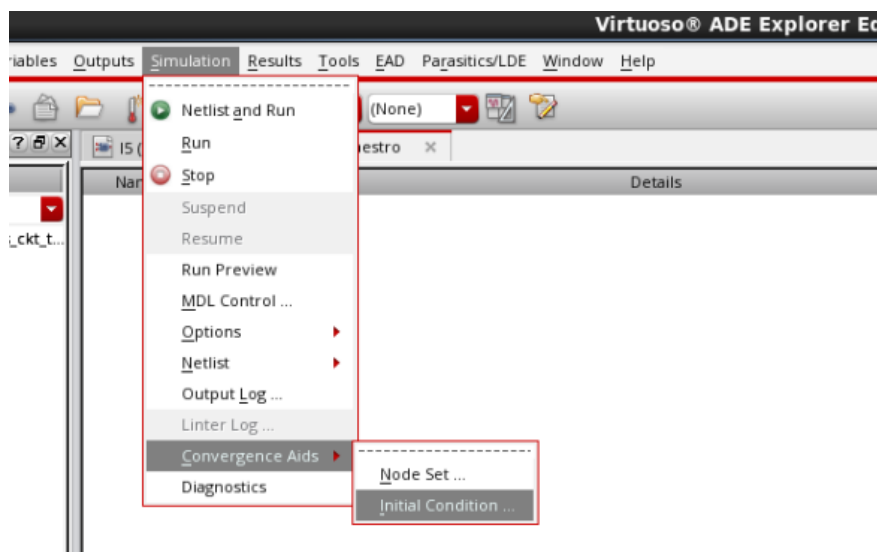 Virtuoso® ADE Explorer Ed
riables Outputs Simulation Results Tools EAD Parasitics/LDE Window Help
(None)
? 
I5 (
estro
Nar
Details
_ckt_t...
Netlist and Run
Run
Stop
Suspend
Resume
Run Preview
MDL Control ...
Options
Netlist
Output Log ...
Linter Log ...
Convergence Aids
Diagnostics
Node Set ...
Initial Condition ...